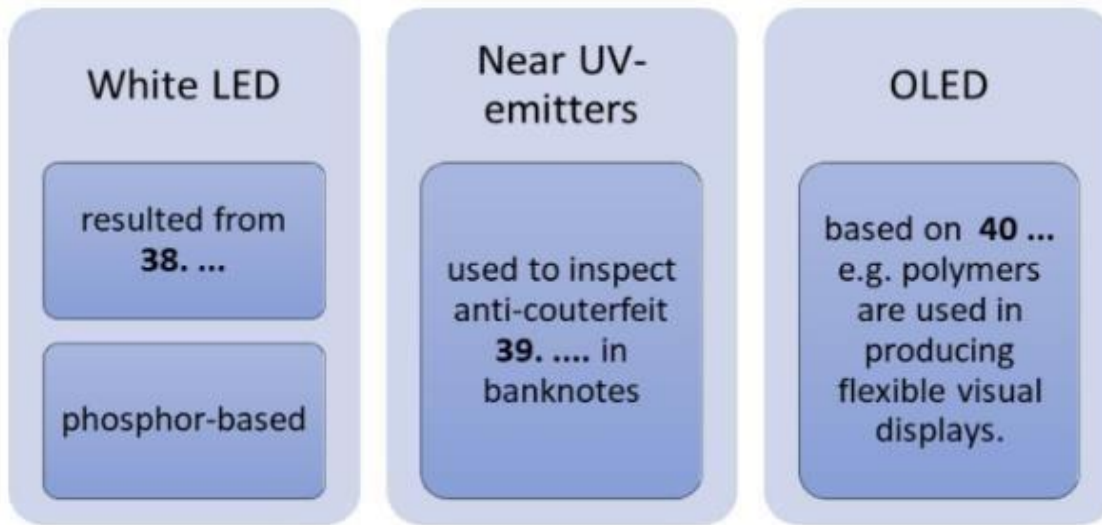 White LED
resulted from
38. ...
phosphor-based
Near UV-
emitters
used to inspect
anti-couterfeit
39. .... in
banknotes
OLED
based on 40 ...
e.g. polymers
are used in
producing
flexible visual
displays.